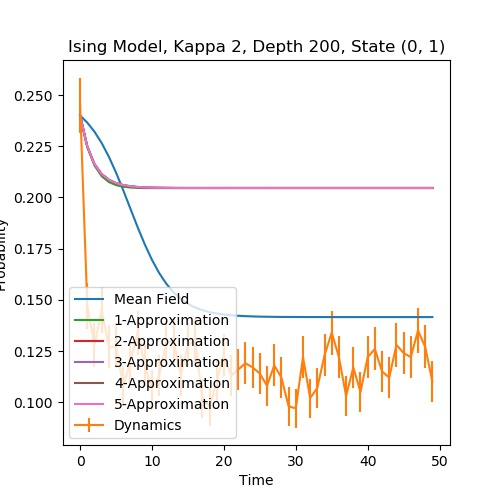 Ising Model, Kappa 2, Depth 200, State (0, 1)
0.250
0.225
0.200
0.175
0.150
0.125
0.100
Probability
Mean Field
1-Approximation
2-Approximation
3-Approximation
4-Approximation
5-Approximation
Dynamics
0 10 20 30 40 50
Time